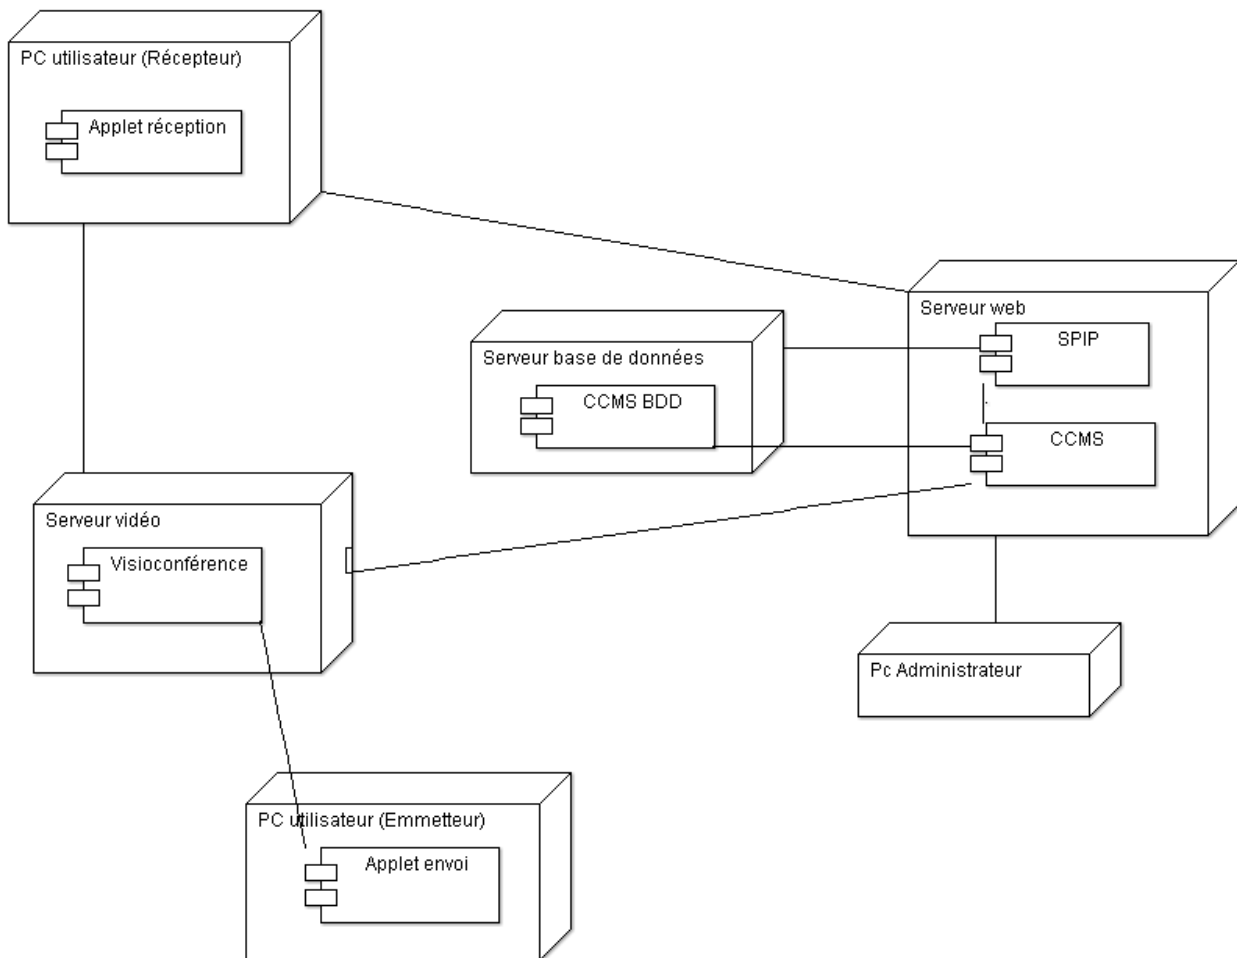 PC utilisateur (Récepteur)
Applet réception
Serveur web
SPIP
Serveur base de données
CCMS BDD
CCMS
Serveur vidéo
Visioconférence
Pc Administrateur
PC utilisateur (Emmetteur)
Applet envoi